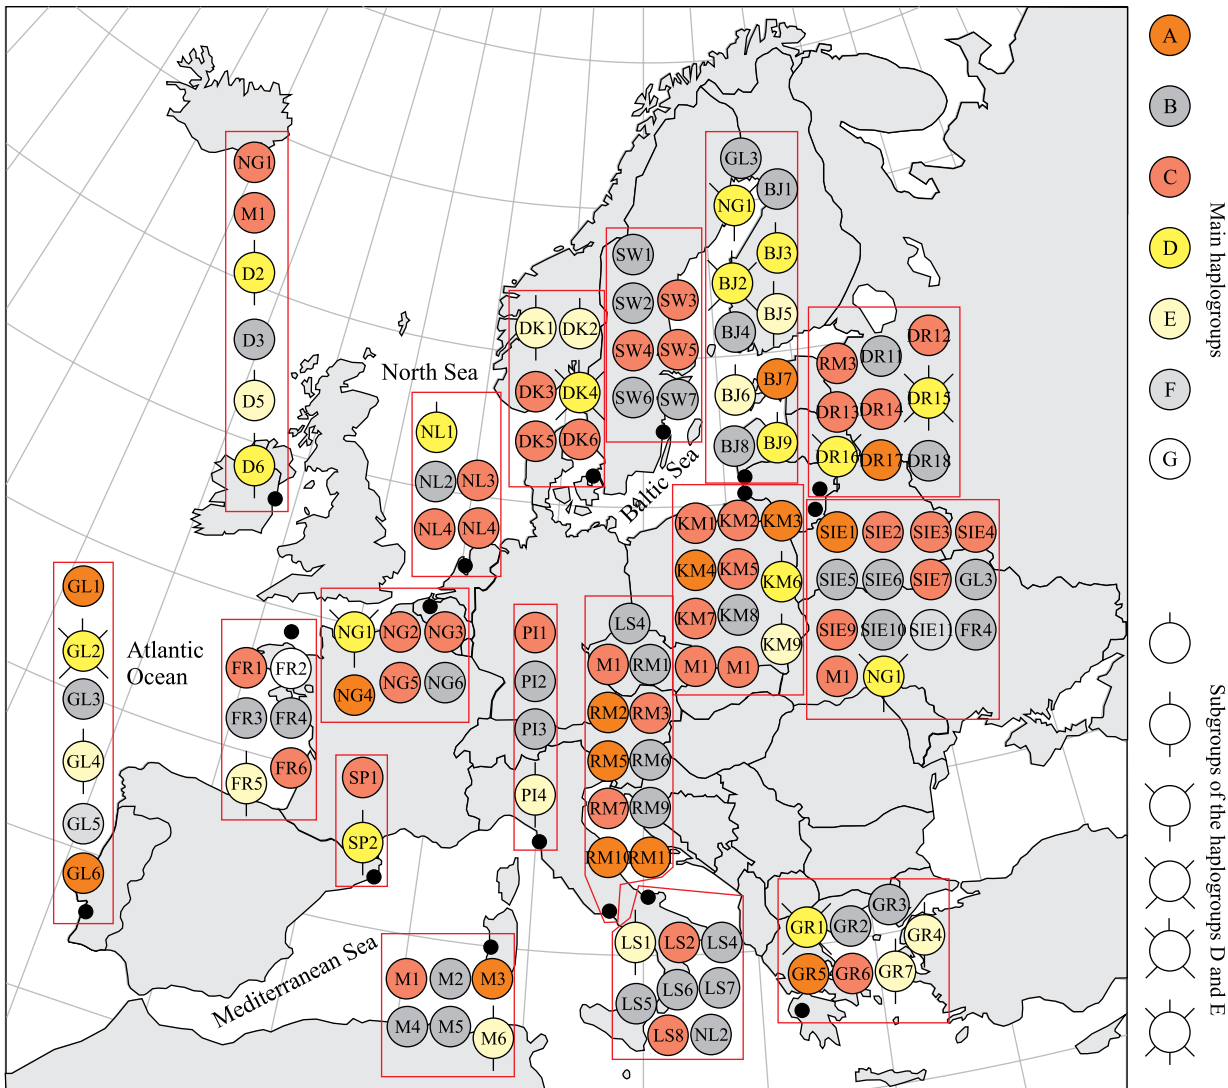 NG1
M1
D2
D3
D5
D6
GL1
GL2
GL3
GL4
GL5
GL6
Atlantic
Ocean
FR1
FR2
FR3
FR4
FR5
FR6
NG1
NG2
NG3
NG4
NG5
NG6
SP1
SP2
North Sea
NL1
NL2
NL3
NL4
NL4
DK1
DK2
DK3
DK4
DK5
DK6
SW1
SW2
SW3
SW4
SW5
SW6
SW7
Baltic Sea
GL3
NG1
BJ1
BJ2
BJ3
BJ4
BJ5
BJ6
BJ7
BJ8
BJ9
RM3
DR11
DR12
DR13
DR14
DR15
DR16
DR17
DR18
KM1
KM2
KM3
KM4
KM5
KM6
KM7
KM8
KM9
M1
M1
SIE1
SIE2
SIE3
SIE4
SIE5
SIE6
SIE7
GL3
SIE9
SIE10
SIE11
FR4
M1
NG1
PI1
PI2
PI3
PI4
LS4
M1
RM1
RM2
RM3
RM5
RM6
RM7
RM9
RM10
RM11
Mediterranean Sea
M1
M2
M3
M4
M5
M6
LS1
LS2
LS4
LS5
LS6
LS7
LS8
NL2
GR1
GR2
GR3
GR4
GR5
GR6
GR7
A
B
C
D
E
F
G
Main haplogroups
Subgroups of the haplogroups D and E